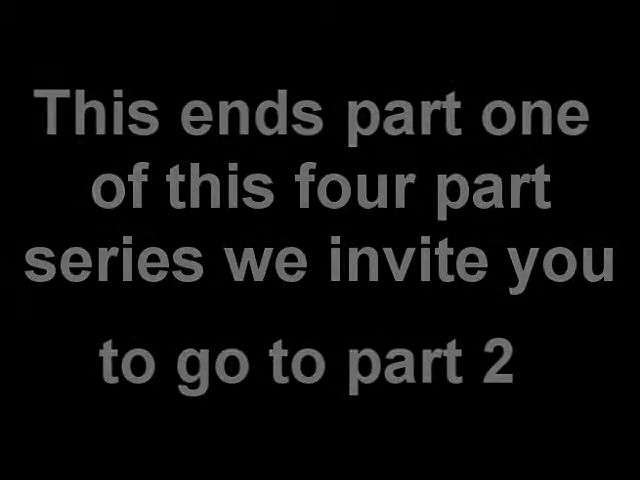 This ends part one
of this four part
series we invite you
to go to part 2